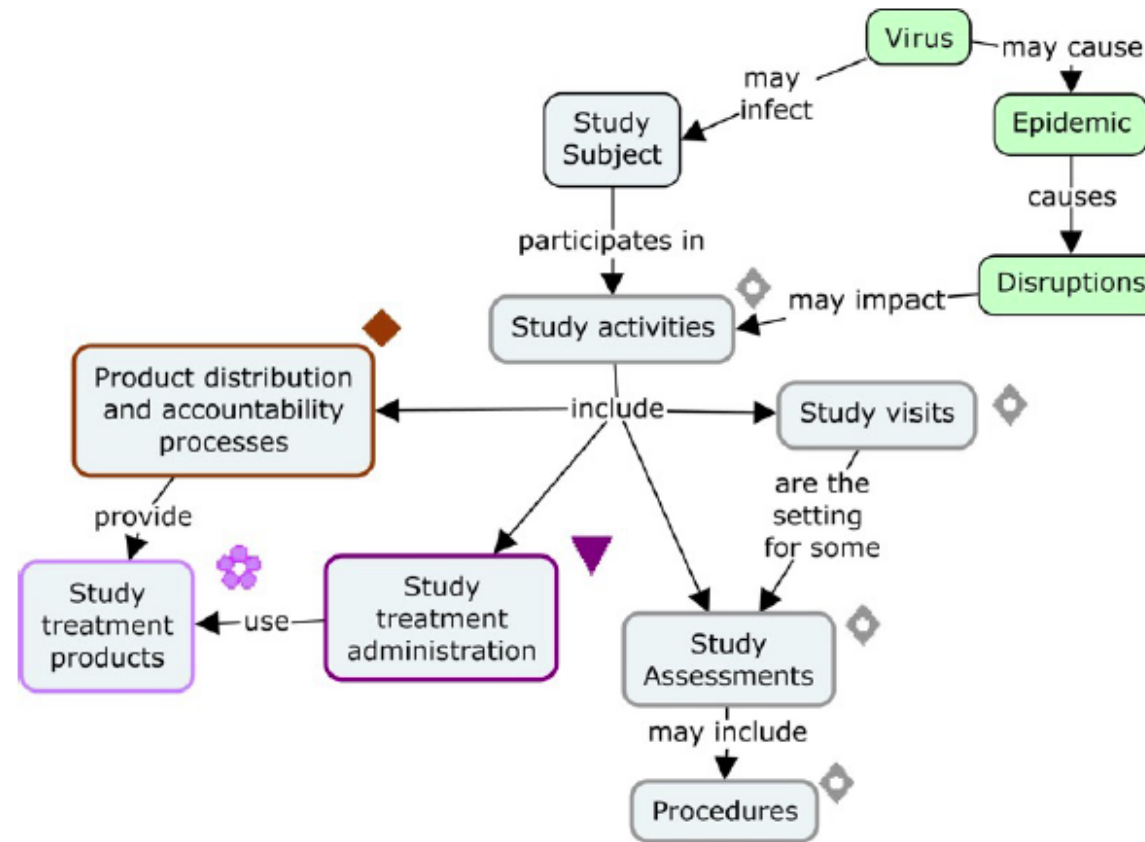 Virus
may cause
may
infect
Study
Subject
Epidemic
causes
participates in
Disruptions
may impact
Study activities
Product distribution
and accountability
processes
include
Study visits
are the
setting
for some
provide
Study
treatment
products
use
Study
treatment
administration
Study
Assessments
may include
Procedures